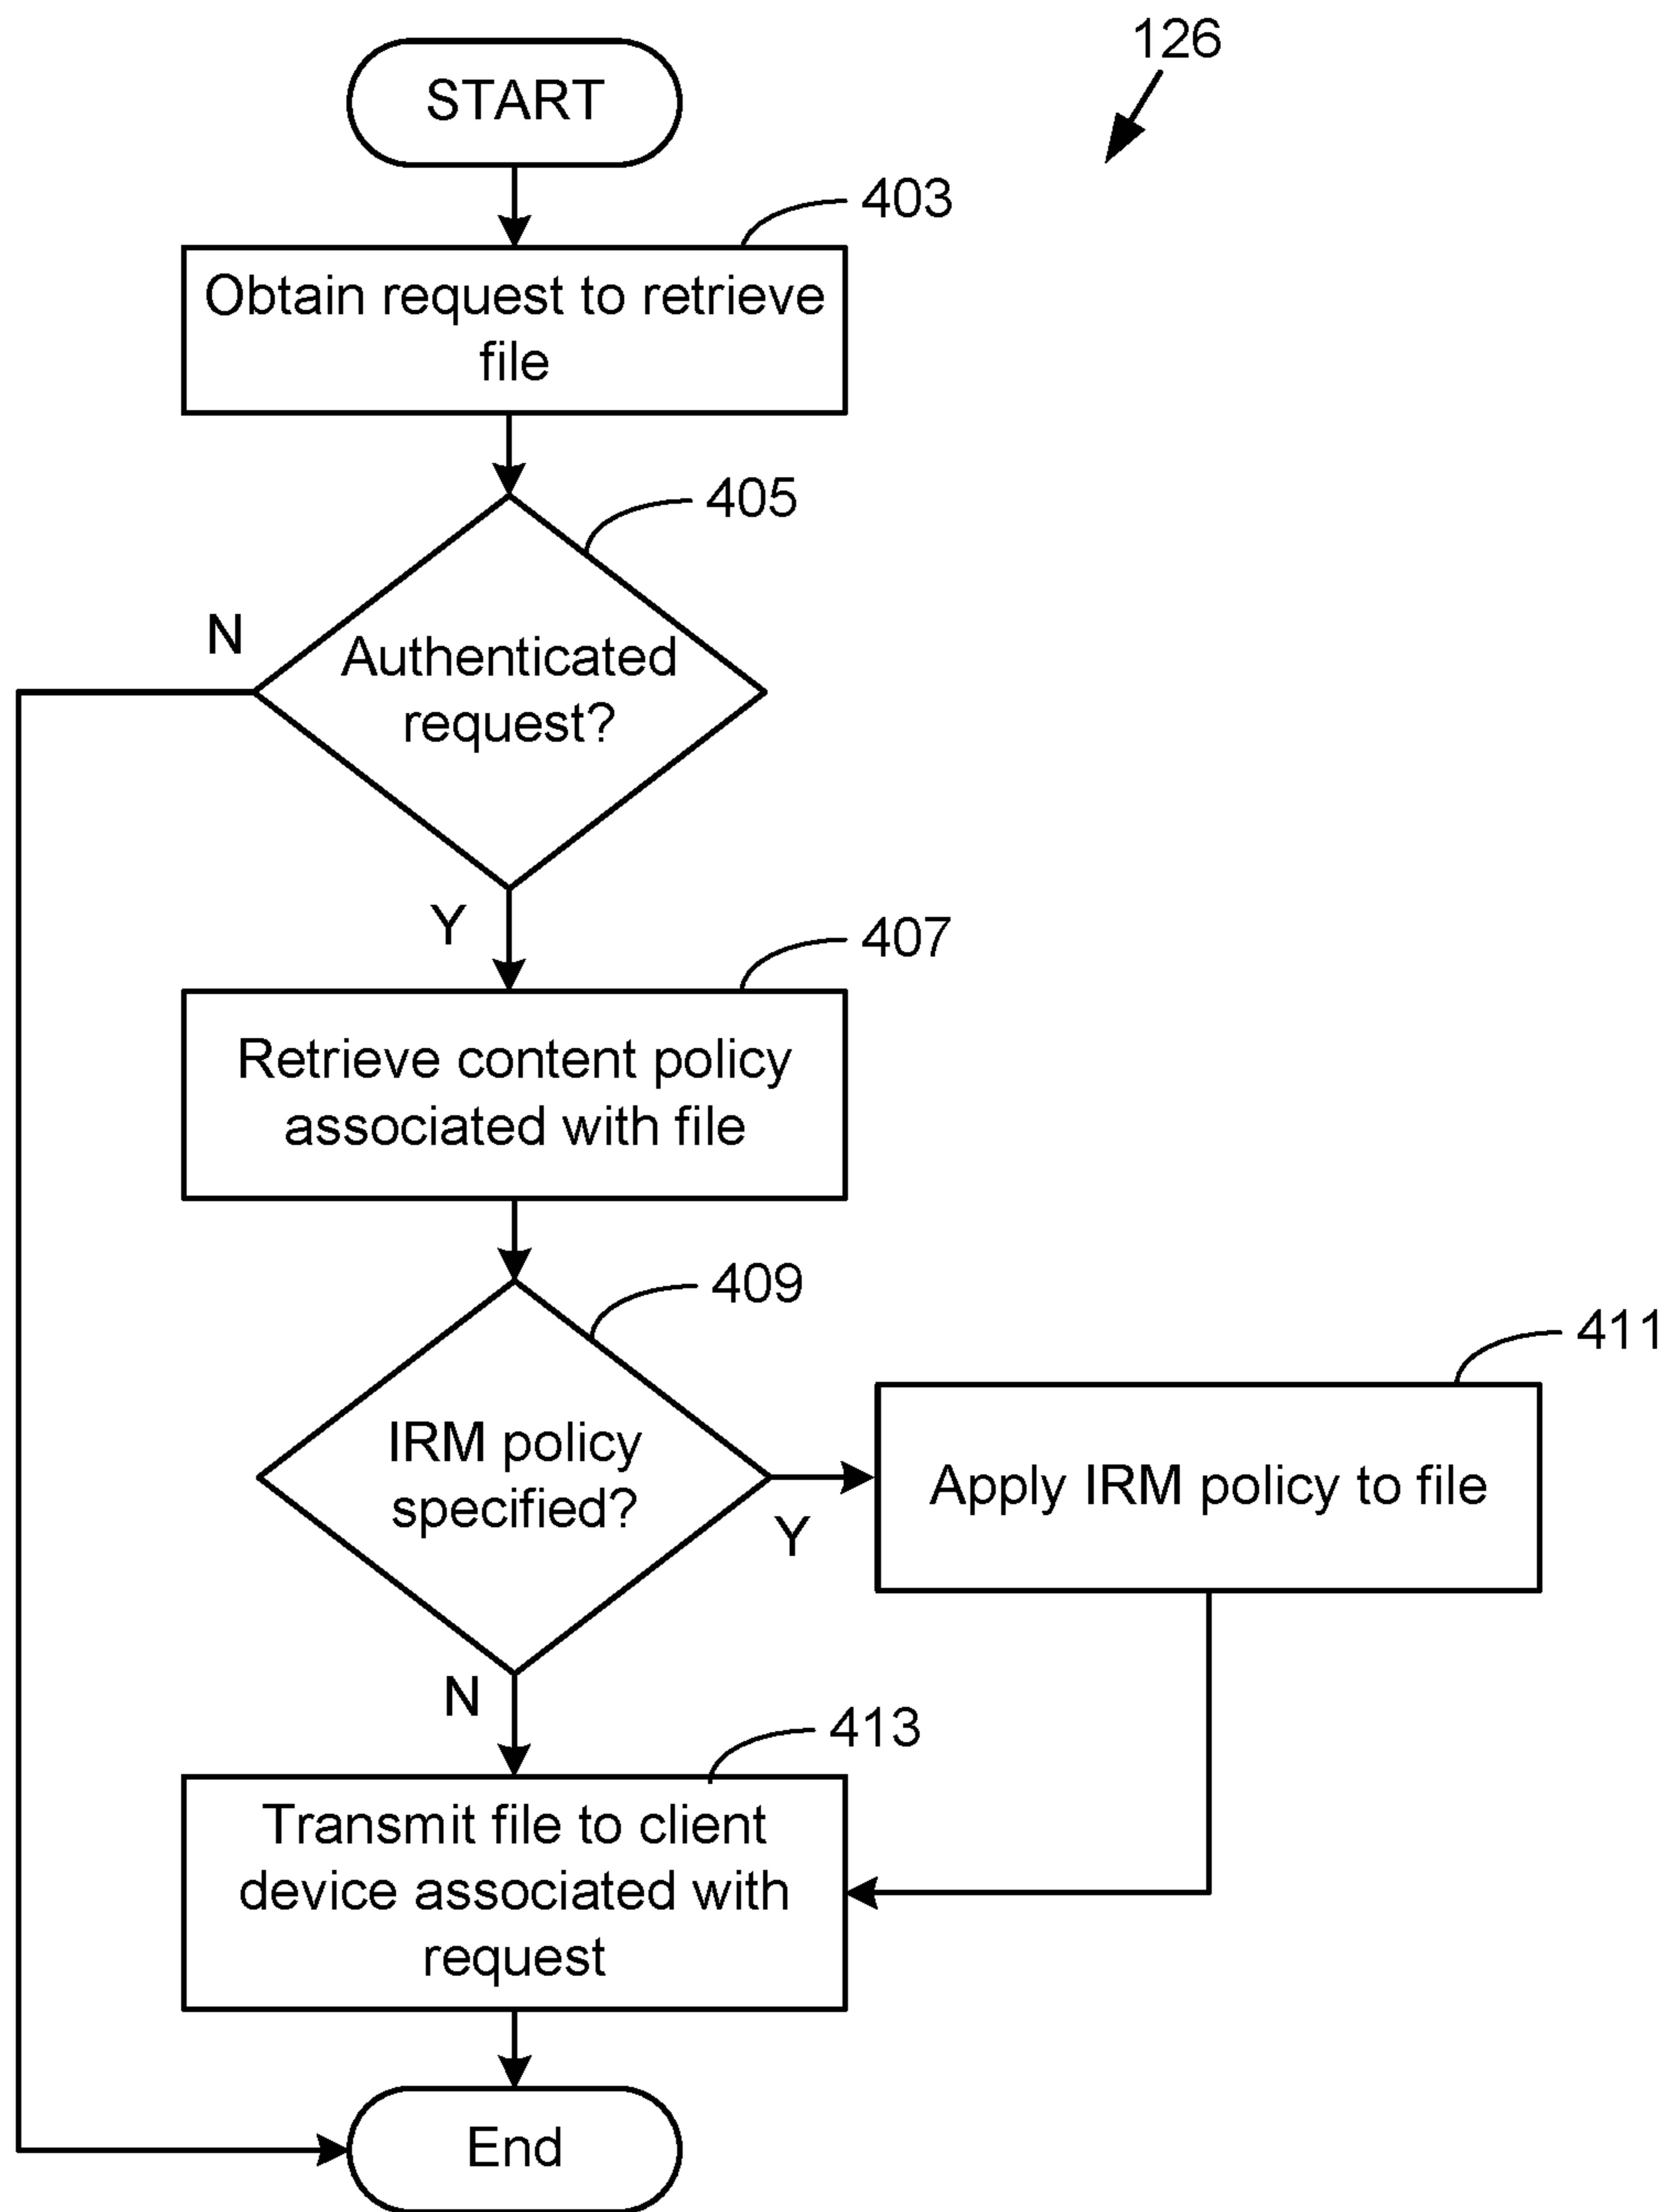 126
START
403
Obtain request to retrieve
file
405
N
Authenticated
request?
Y
407
Retrieve content policy
associated with file
409
411
IRM policy
specified?
Y
Apply IRM policy to file
N
413
Transmit file to client
device associated with
request
End